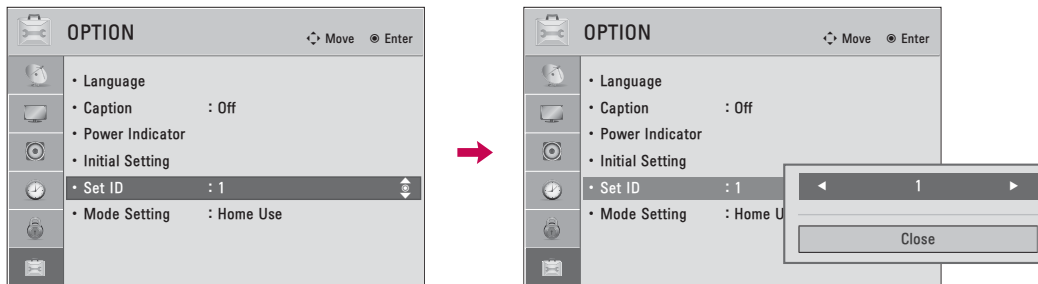 OPTION
Move Enter
• Language
• Caption : Off
• Power Indicator
• Initial Setting
• Set ID : 1
• Mode Setting : Home Use
OPTION
Move Enter
• Language
• Caption : Off
• Power Indicator
• Initial Setting
• Set ID : 1
• Mode Setting : Home U
◀ 1 ▶
Close